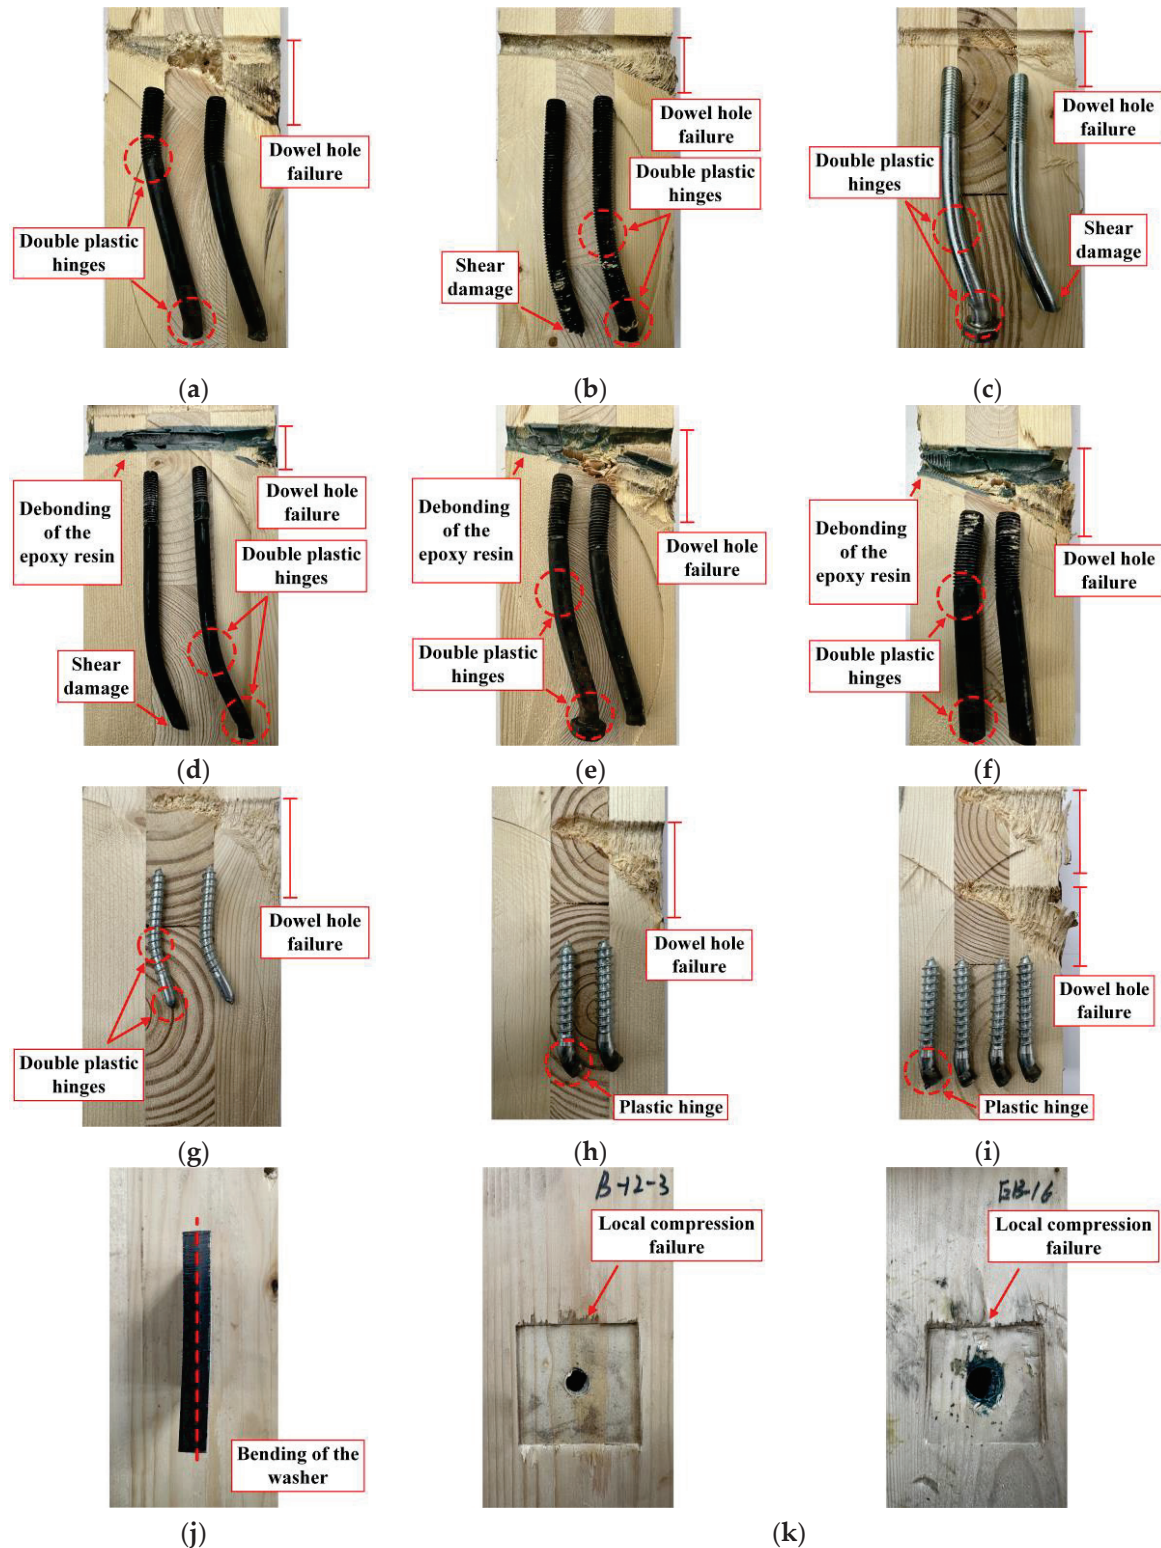 Dowel hole
failure
Double plastic
hinges
(a)
Dowel hole
failure
Double plastic
hinges
Shear
damage
(b)
Dowel hole
failure
Double plastic
hinges
Shear
damage
(c)
Debonding
of the
epoxy resin
Dowel hole
failure
Double plastic
hinges
Shear
damage
(d)
Debonding
of the
epoxy resin
Dowel hole
failure
Double plastic
hinges
(e)
Debonding
of the
epoxy resin
Dowel hole
failure
Double plastic
hinges
(f)
Dowel hole
failure
Double plastic
hinges
(g)
Dowel hole
failure
Plastic hinge
(h)
Dowel hole
failure
Plastic hinge
(i)
Bending of the
washer
(j)
B-12-3
Local compression
failure
EB-16
Local compression
failure
(k)